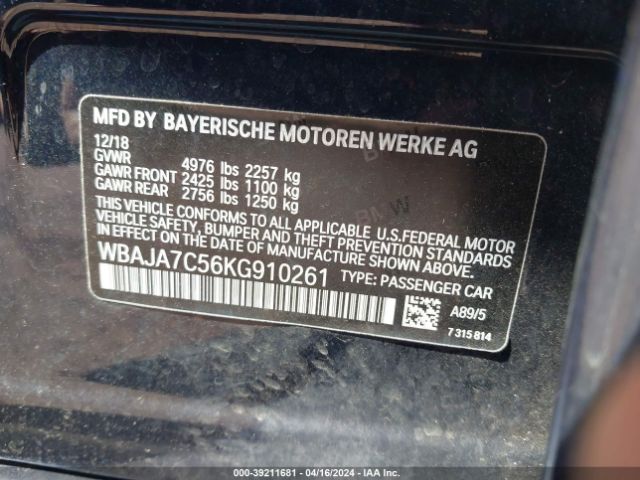 MFD BY BAYERISCHE MOTOREN WERKE AG
12/18
GVWR 4976 lbs 2257 kg
GAWR FRONT 2425 lbs 1100 kg
GAWR REAR 2756 lbs 1250 kg
THIS VEHICLE CONFORMS TO ALL APPLICABLE U.S.FEDERAL MOTOR
VEHICLE SAFETY, BUMPER AND THEFT PREVENTION STANDARDS
IN EFFECT ON THE DATE OF MANUFACTURE SHOWN ABOVE.
WBAJA7C56KG910261 TYPE: PASSENGER CAR
A89/5
7 315 814
000-39211681 | 04/16/2024 | IAA Inc.